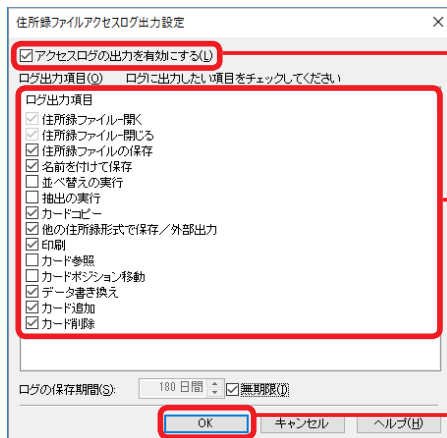 住所録ファイルアクセスログ出力設定
アクセスログの出力を有効にする(L)
ログ出力項目(O) ログに出力したい項目をチェックしてください
ログ出力項目
住所録ファイル-開く
住所録ファイル-閉じる
住所録ファイルの保存
名前を付けて保存
並べ替えの実行
抽出の実行
カードコピー
他の住所録形式で保存／外部出力
印刷
カード参照
カードポジション移動
データ書き換え
カード追加
カード削除
ログの保存期間(S): 180 日間 無期限(I)
OK キャンセル ヘルプ(H)